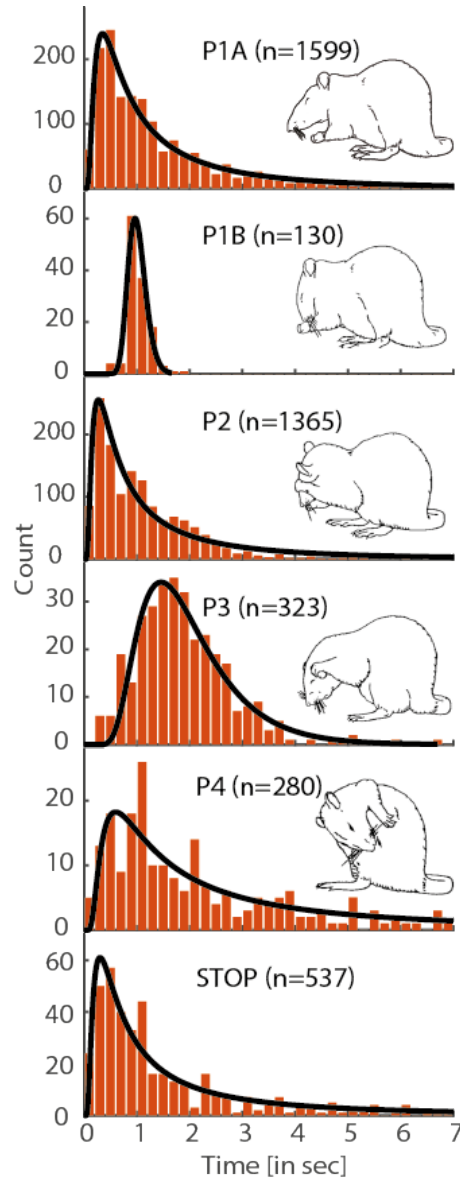 P1A (n=1599)
200
100
0
P1B (n=130)
60
40
20
0
P2 (n=1365)
200
100
0
Count
P3 (n=323)
30
20
10
0
P4 (n=280)
20
10
0
STOP (n=537)
60
40
20
0
0 1 2 3 4 5 6 7
Time [in sec]